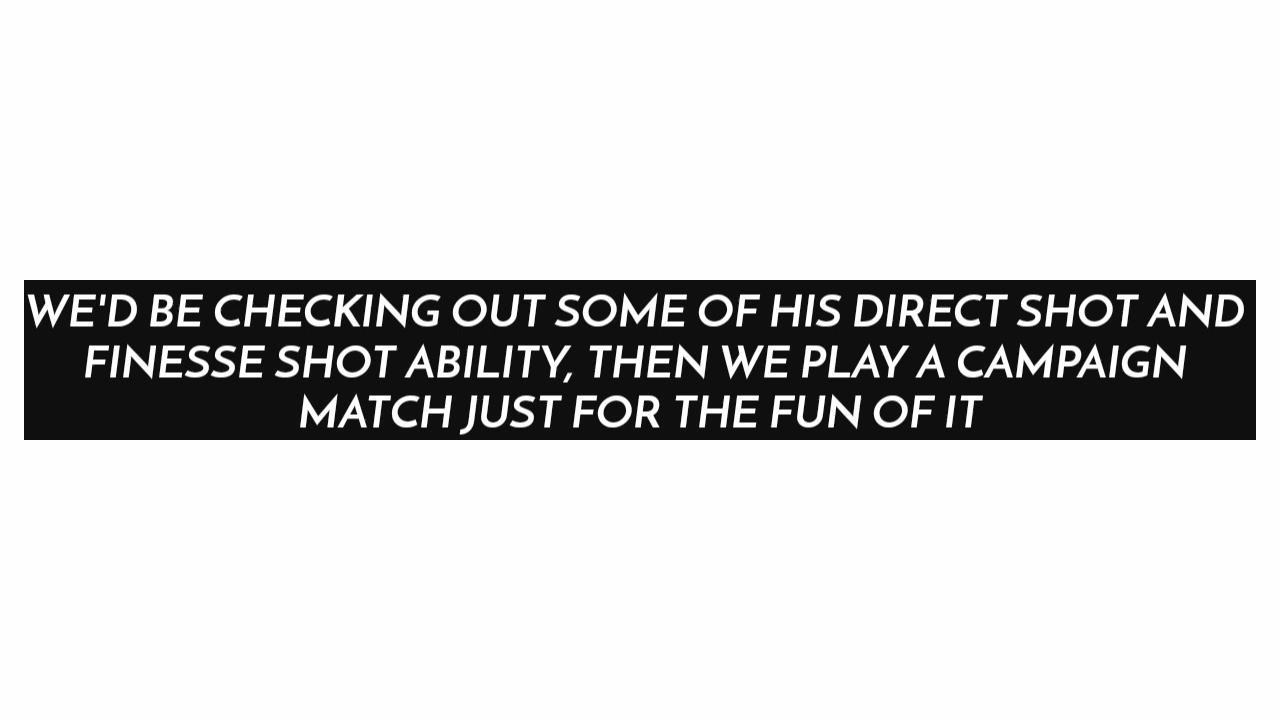 WE'D BE CHECKING OUT SOME OF HIS DIRECT SHOT AND
FINESSE SHOT ABILITY, THEN WE PLAY A CAMPAIGN
MATCH JUST FOR THE FUN OF IT